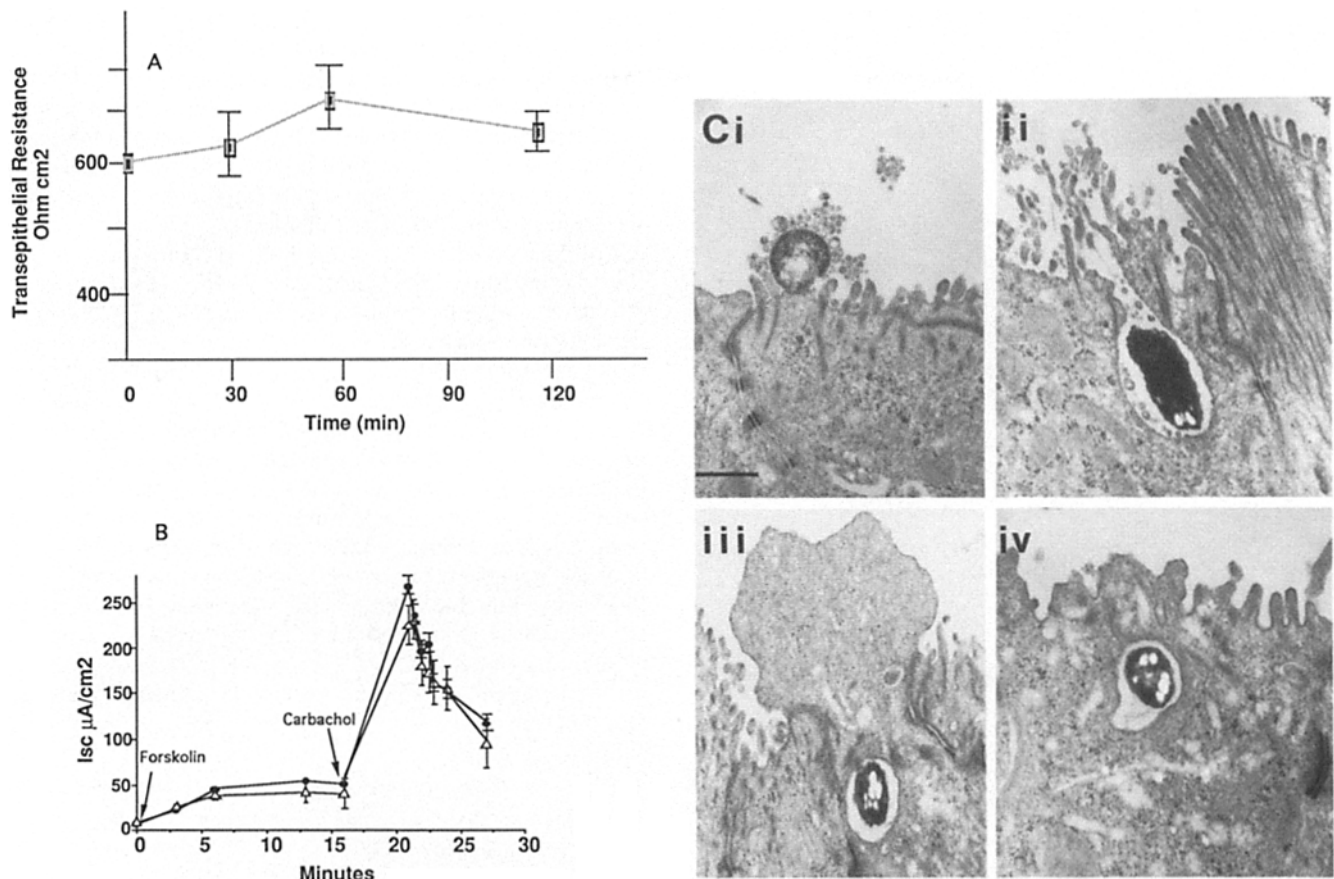 A
Transepithelial Resistance
Ohm cm2
600
400
0 30 60 90 120
Time (min)
B
Isc µA/cm2
250
200
150
100
50
0
Forskolin
Carbachol
0 5 10 15 20 25 30
Minutes
Ci
ii
iii
iv